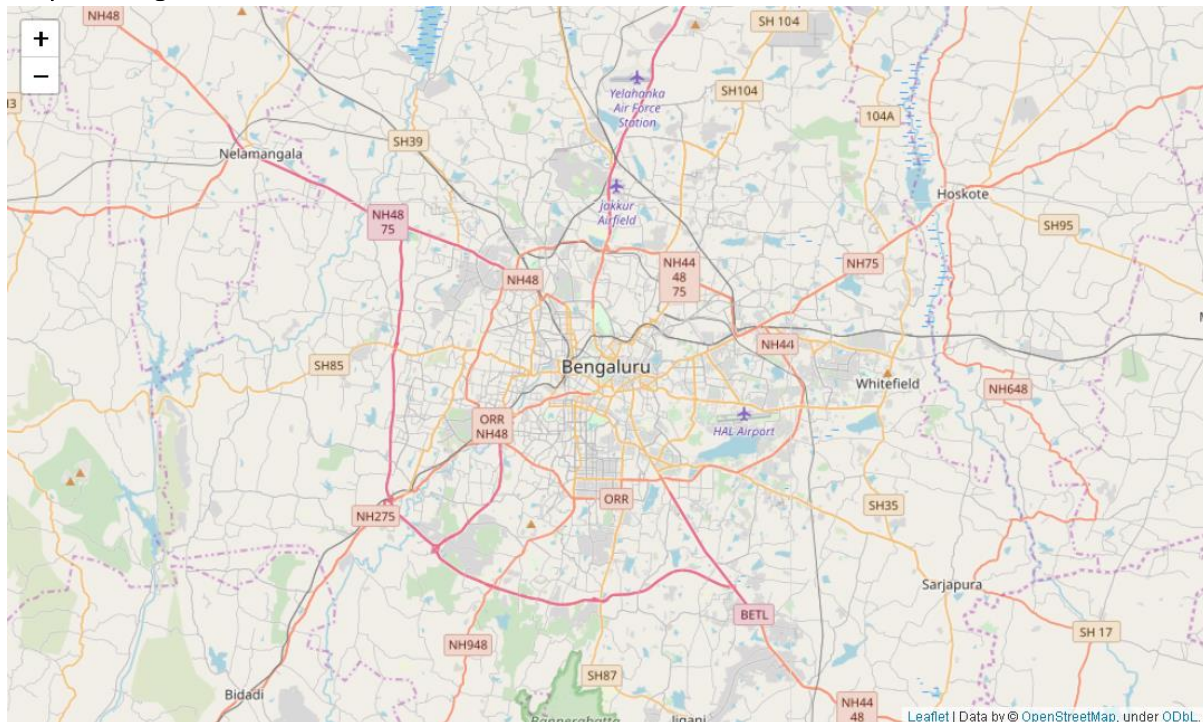 +
−
NH48
SH 104
Yelahanka
Air Force
Station
SH104
104A
SH39
Nelamangala
Jakkur
Airfield
Hoskote
NH48
75
SH95
NH44
48
75
NH75
NH48
NH44
Bengaluru
SH85
Whitefield
NH648
ORR
NH48
HAL Airport
ORR
SH35
NH275
Sarjapura
BETL
SH 17
NH948
SH87
Bidadi
NH44
48
Leaflet | Data by © OpenStreetMap, under ODbL.